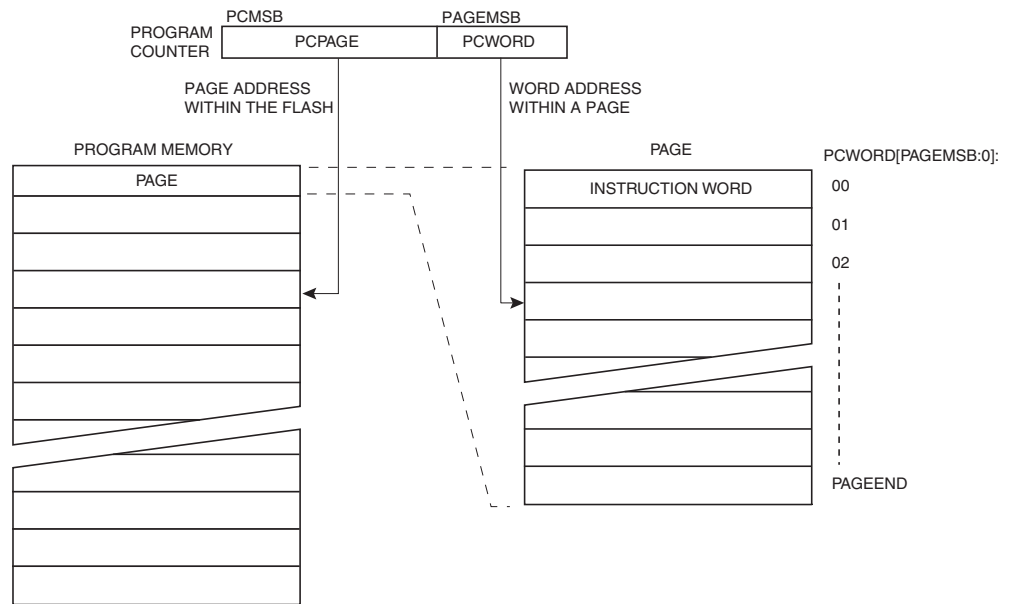 PCMSB
PAGEMSB
PROGRAM
COUNTER
PCPAGE
PCWORD
PAGE ADDRESS
WITHIN THE FLASH
WORD ADDRESS
WITHIN A PAGE
PROGRAM MEMORY
PAGE
PAGE
PCWORD[PAGEMSB:0]:
INSTRUCTION WORD
00
01
02
PAGEEND